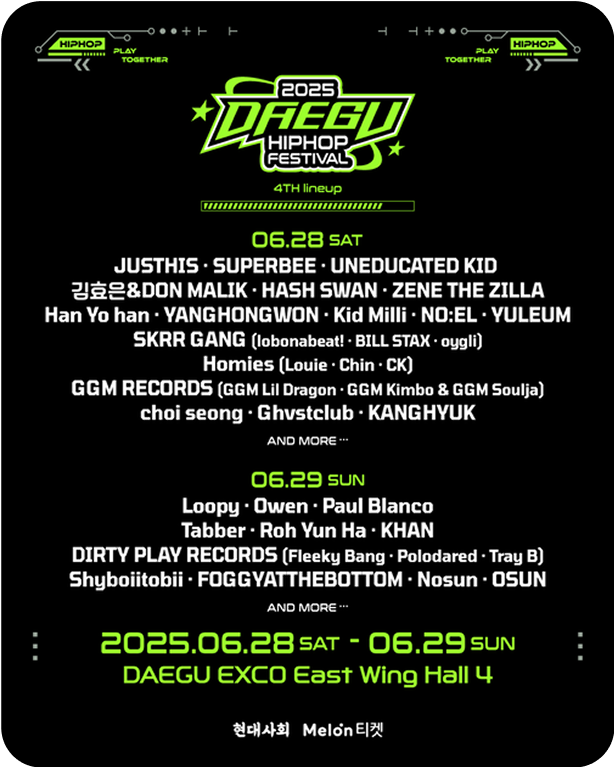 HIPHOP
PLAY
TOGETHER
PLAY
TOGETHER
HIPHOP
2025
DAEGU
HIPHOP
FESTIVAL
4TH lineup
06.28 SAT
JUSTHIS · SUPERBEE · UNEDUCATED KID
김효은&DON MALIK · HASH SWAN · ZENE THE ZILLA
Han Yo han · YANGHONGWON · Kid Milli · NO:EL · YULEUM
SKRR GANG (lobonabeat! · BILL STAX · oygli)
Homies (Louie · Chin · CK)
GGM RECORDS (GGM Lil Dragon · GGM Kimbo & GGM Soulja)
choi seong · Ghvstclub · KANGHYUK
AND MORE ···
06.29 SUN
Loopy · Owen · Paul Blanco
Tabber · Roh Yun Ha · KHAN
DIRTY PLAY RECORDS (Fleeky Bang · Polodared · Tray B)
Shyboiitobii · FOGGYATTHEBOTTOM · Nosun · OSUN
AND MORE ···
2025.06.28 SAT - 06.29 SUN
DAEGU EXCO East Wing Hall 4
현대사회 Melon티켓